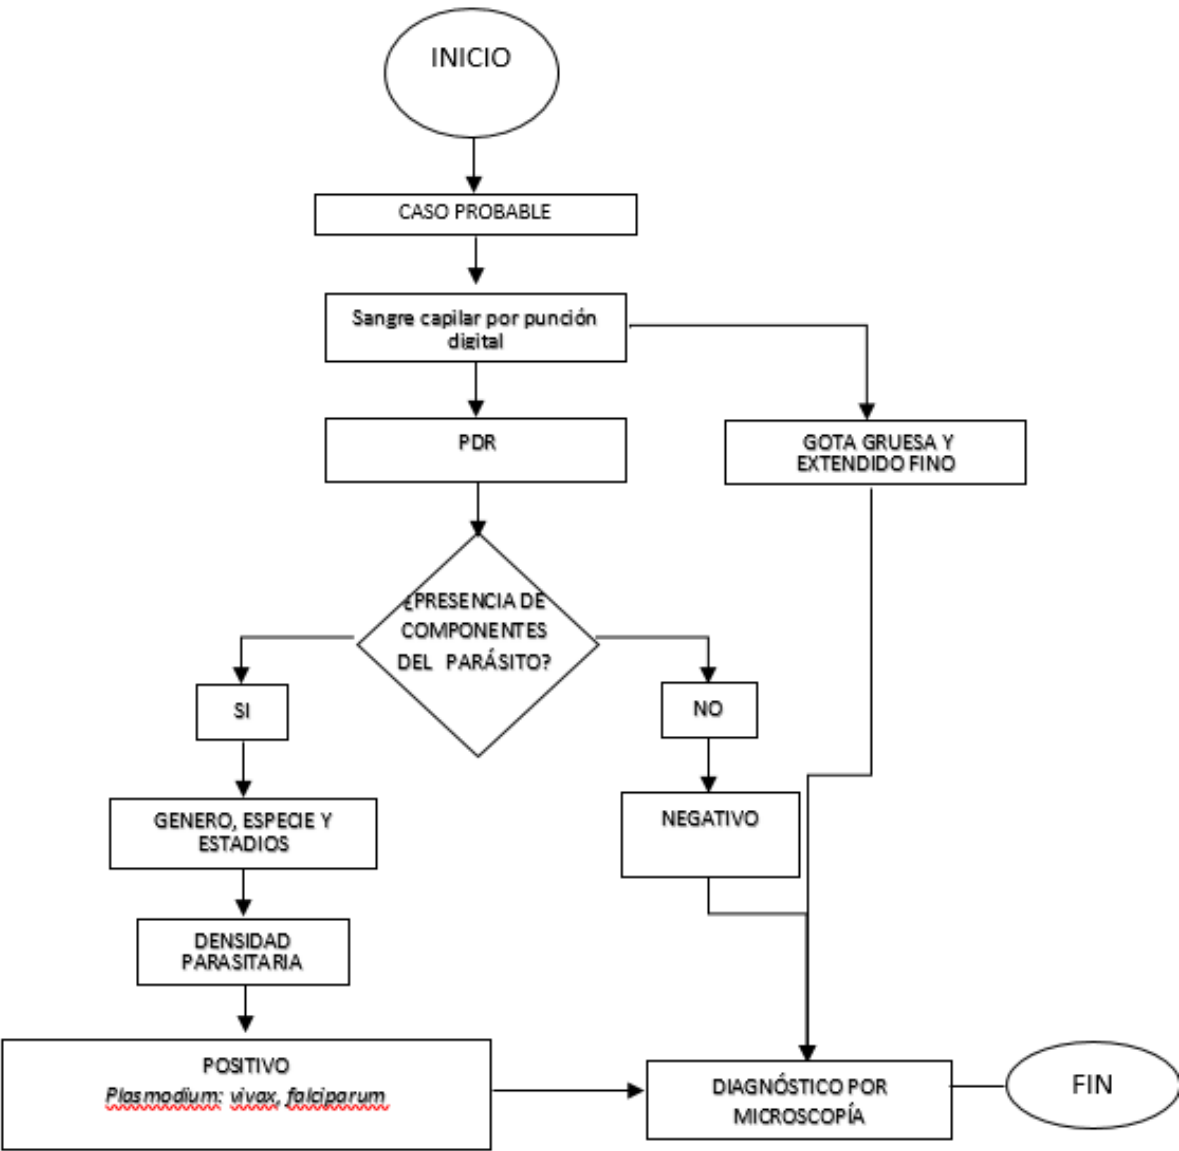 INICIO
CASO PROBABLE
Sangre capilar por punción
digital
PDR
GOTA GRUESA Y
EXTENDIDO FINO
¿PRESENCIA DE
COMPONENTES
DEL PARÁSITO?
SI
NO
GENERO, ESPECIE Y
ESTADIOS
NEGATIVO
DENSIDAD
PARASITARIA
POSITIVO
Plasmodium: vivax, falciparum
DIAGNÓSTICO POR
MICROSCOPÍA
FIN